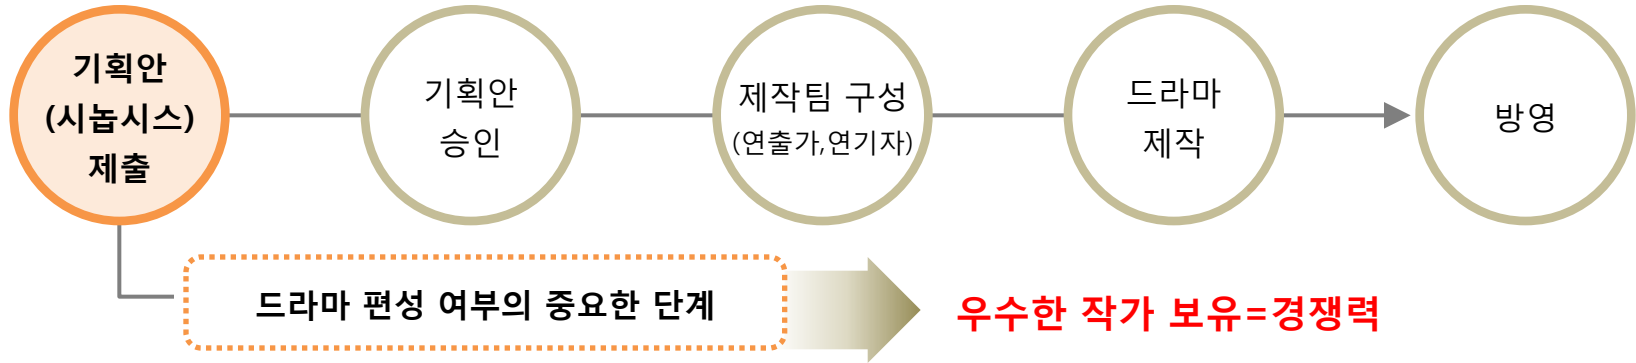 기획안
(시놉시스)
제출
기획안
승인
제작팀 구성
(연출가,연기자)
드라마
제작
방영
드라마 편성 여부의 중요한 단계
우수한 작가 보유=경쟁력